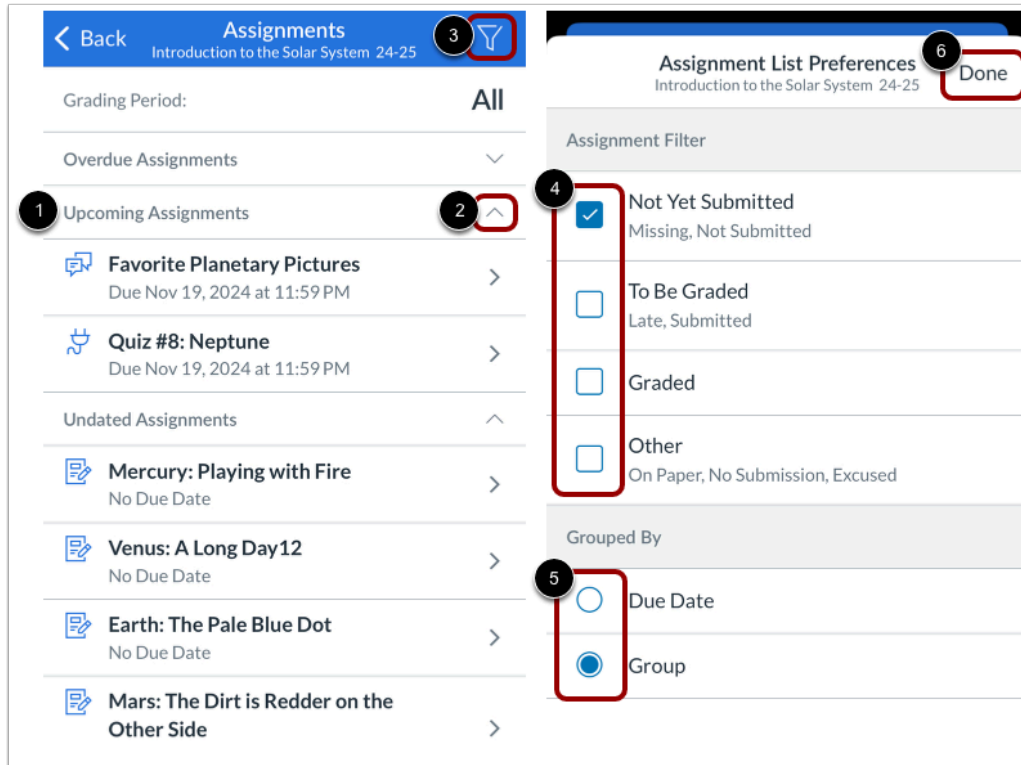 Back
Assignments
Introduction to the Solar System 24-25
3
Grading Period:
All
Overdue Assignments
1
Upcoming Assignments
2
Favorite Planetary Pictures
Due Nov 19, 2024 at 11:59 PM
Quiz #8: Neptune
Due Nov 19, 2024 at 11:59 PM
Undated Assignments
Mercury: Playing with Fire
No Due Date
Venus: A Long Day12
No Due Date
Earth: The Pale Blue Dot
No Due Date
Mars: The Dirt is Redder on the
Other Side
Assignment List Preferences
Introduction to the Solar System 24-25
6
Done
Assignment Filter
4
Not Yet Submitted
Missing, Not Submitted
To Be Graded
Late, Submitted
Graded
Other
On Paper, No Submission, Excused
Grouped By
5
Due Date
Group